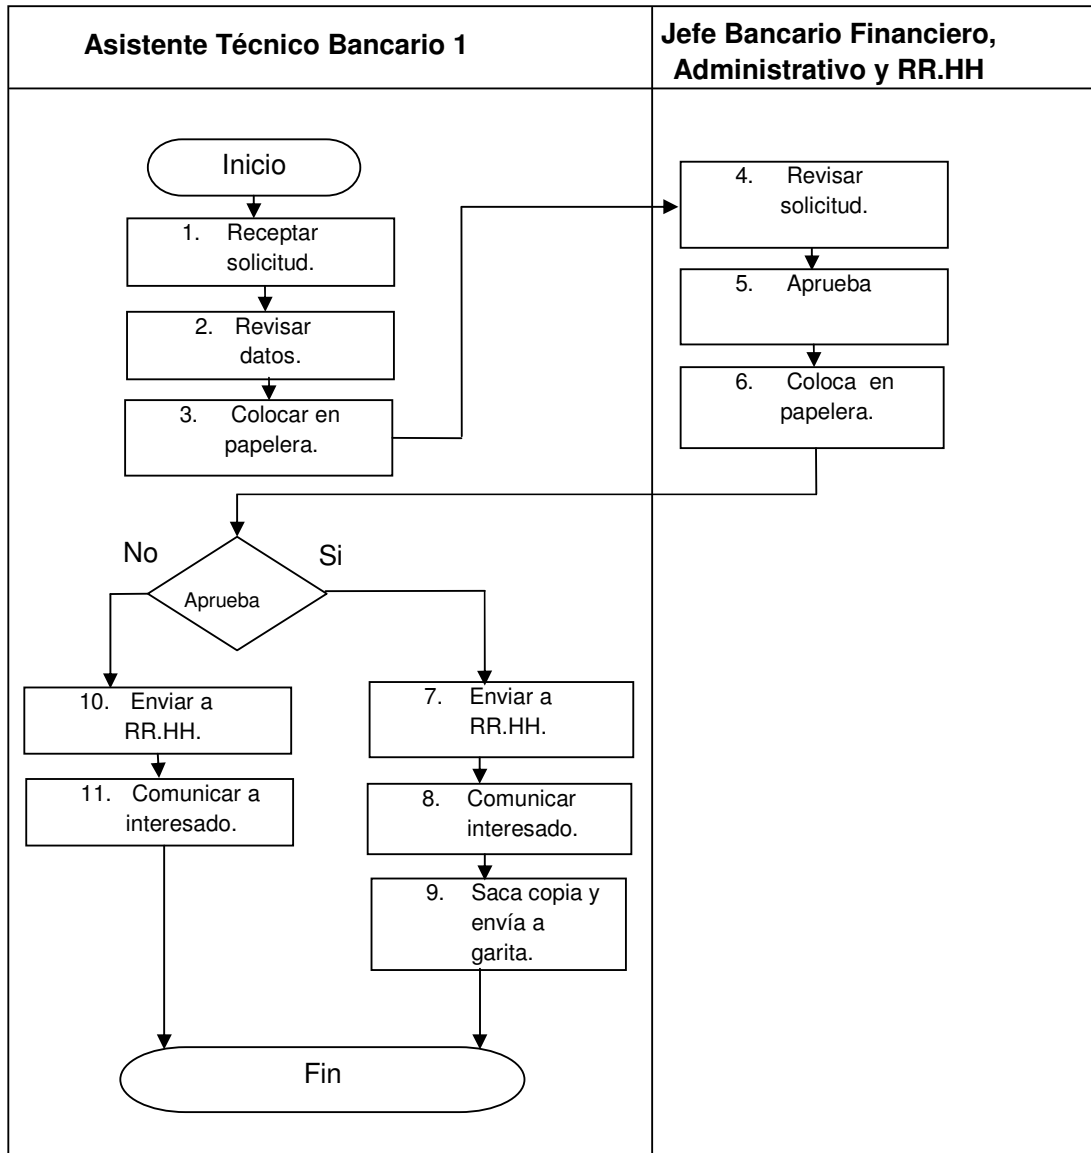 Asistente Técnico Bancario 1
Jefe Bancario Financiero,
Administrativo y RR.HH
Inicio
1. Receptar
solicitud.
2. Revisar
datos.
3. Colocar en
papelera.
4. Revisar
solicitud.
5. Aprueba
6. Coloca en
papelera.
No
Si
Aprueba
10. Enviar a
RR.HH.
11. Comunicar a
interesado.
7. Enviar a
RR.HH.
8. Comunicar
interesado.
9. Saca copia y
envía a
garita.
Fin